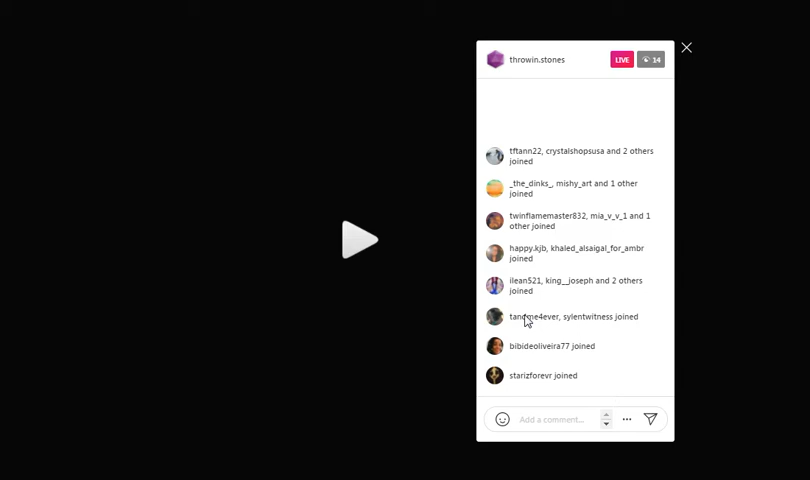 throwin.stones
LIVE
14
tftann22, crystalshopsusa and 2 others
joined
_the_dinks_, mishy_art and 1 other
joined
twinflamemaster832, mia_v_v_1 and 1
other joined
happy.kjb, khaled_alsaigal_for_ambr
joined
ilean521, king__joseph and 2 others
joined
sylentwitness joined
bibideoliveira77 joined
starizforevr joined
Add a comment...